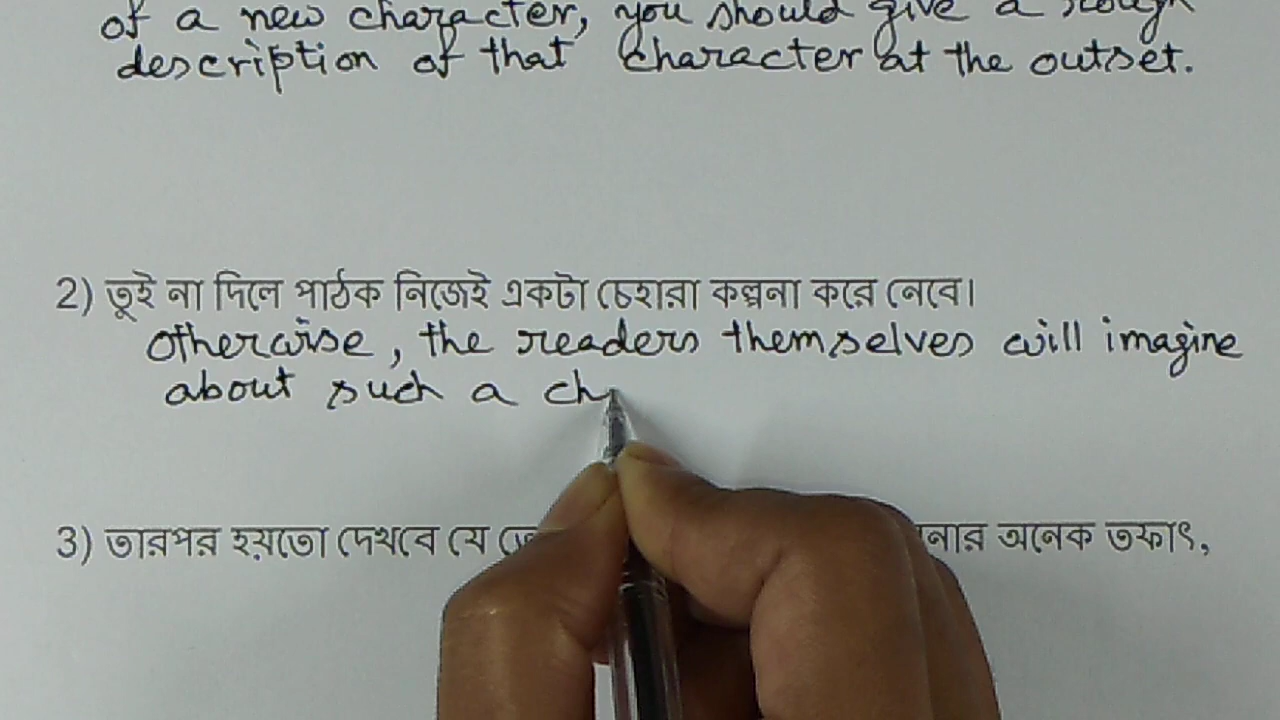 of a new character, you should give a rough
description of that character at the outset.
2) তুই না দিলে পাঠক নিজেই একটা চেহারা কল্পনা করে নেবে।
otherwise, the readers themselves will imagine
about such a ch
3) তারপর হয়তো দেখবে যে অনেক তফাৎ,